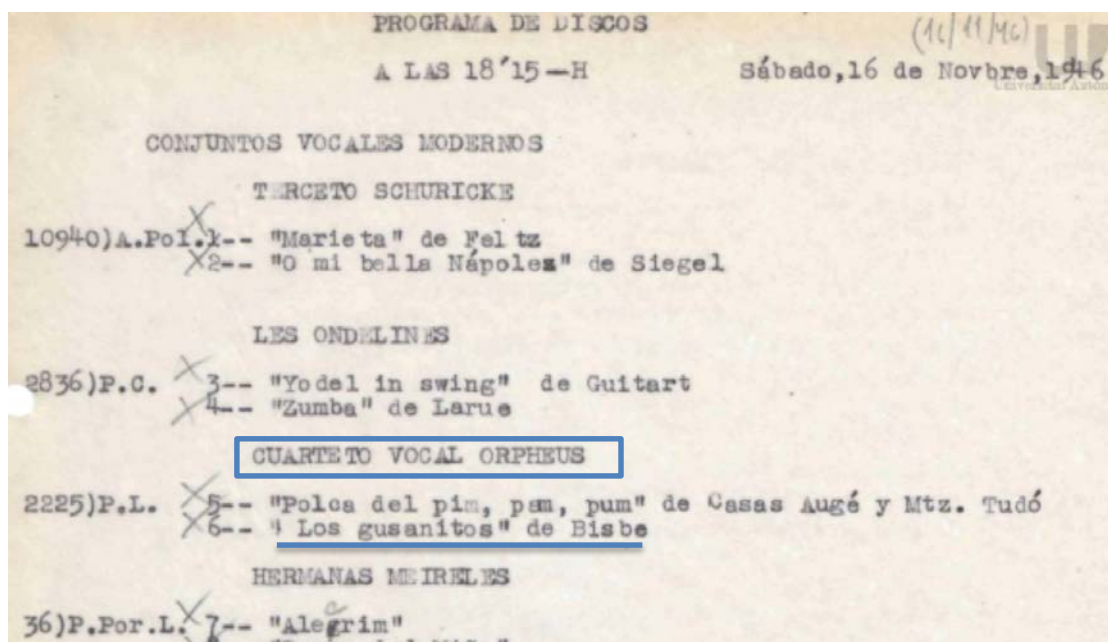 PROGRAMA DE DISCOS
(16/11/46)
A LAS 18'15—H Sábado,16 de Novbre,1946
CONJUNTOS VOCALES MODERNOS
TERCETO SCHURICKE
10940)A.Pol.1-- "Marieta" de Feltz
2-- "O mi bella Nápoles" de Siegel
LES ONDELINES
2836)P.C. 3-- "Yodel in swing" de Guitart
4-- "Zumba" de Larue
CUARTETO VOCAL ORPHEUS
2225)P.L. 5-- "Polca del pim, pam, pum" de Casas Augé y Mtz. Tudó
6-- " Los gusanitos" de Bisbe
HERMANAS MEIRELES
36)P.Por.L. 7-- "Alegrim"